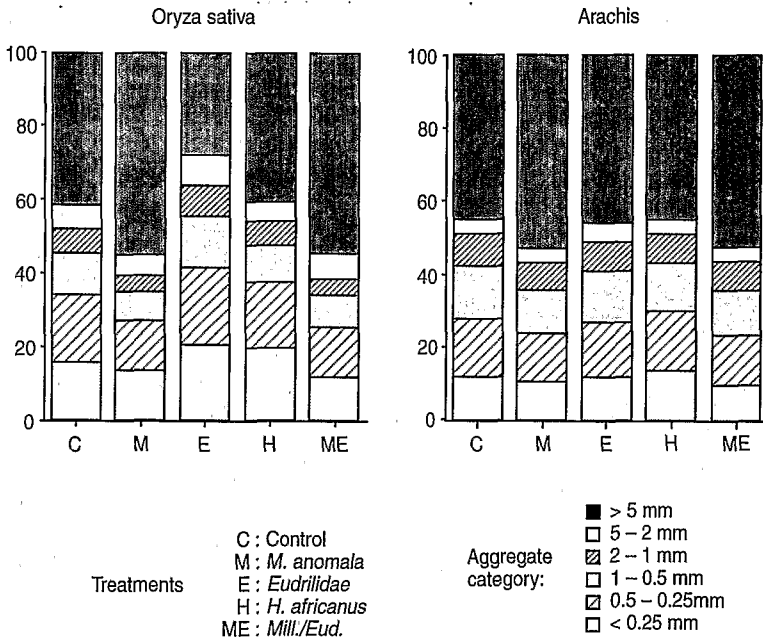 Oryza sativa
100
80
60
40
20
0
C M E H ME
Arachis
100
80
60
40
20
0
C M E H ME
Treatments
C : Control
M : M. anomala
E : Eudrilidae
H : H. africanus
ME : Mill./Eud.
Aggregate
category:
> 5 mm
5 – 2 mm
2 – 1 mm
1 – 0.5 mm
0.5 – 0.25mm
< 0.25 mm